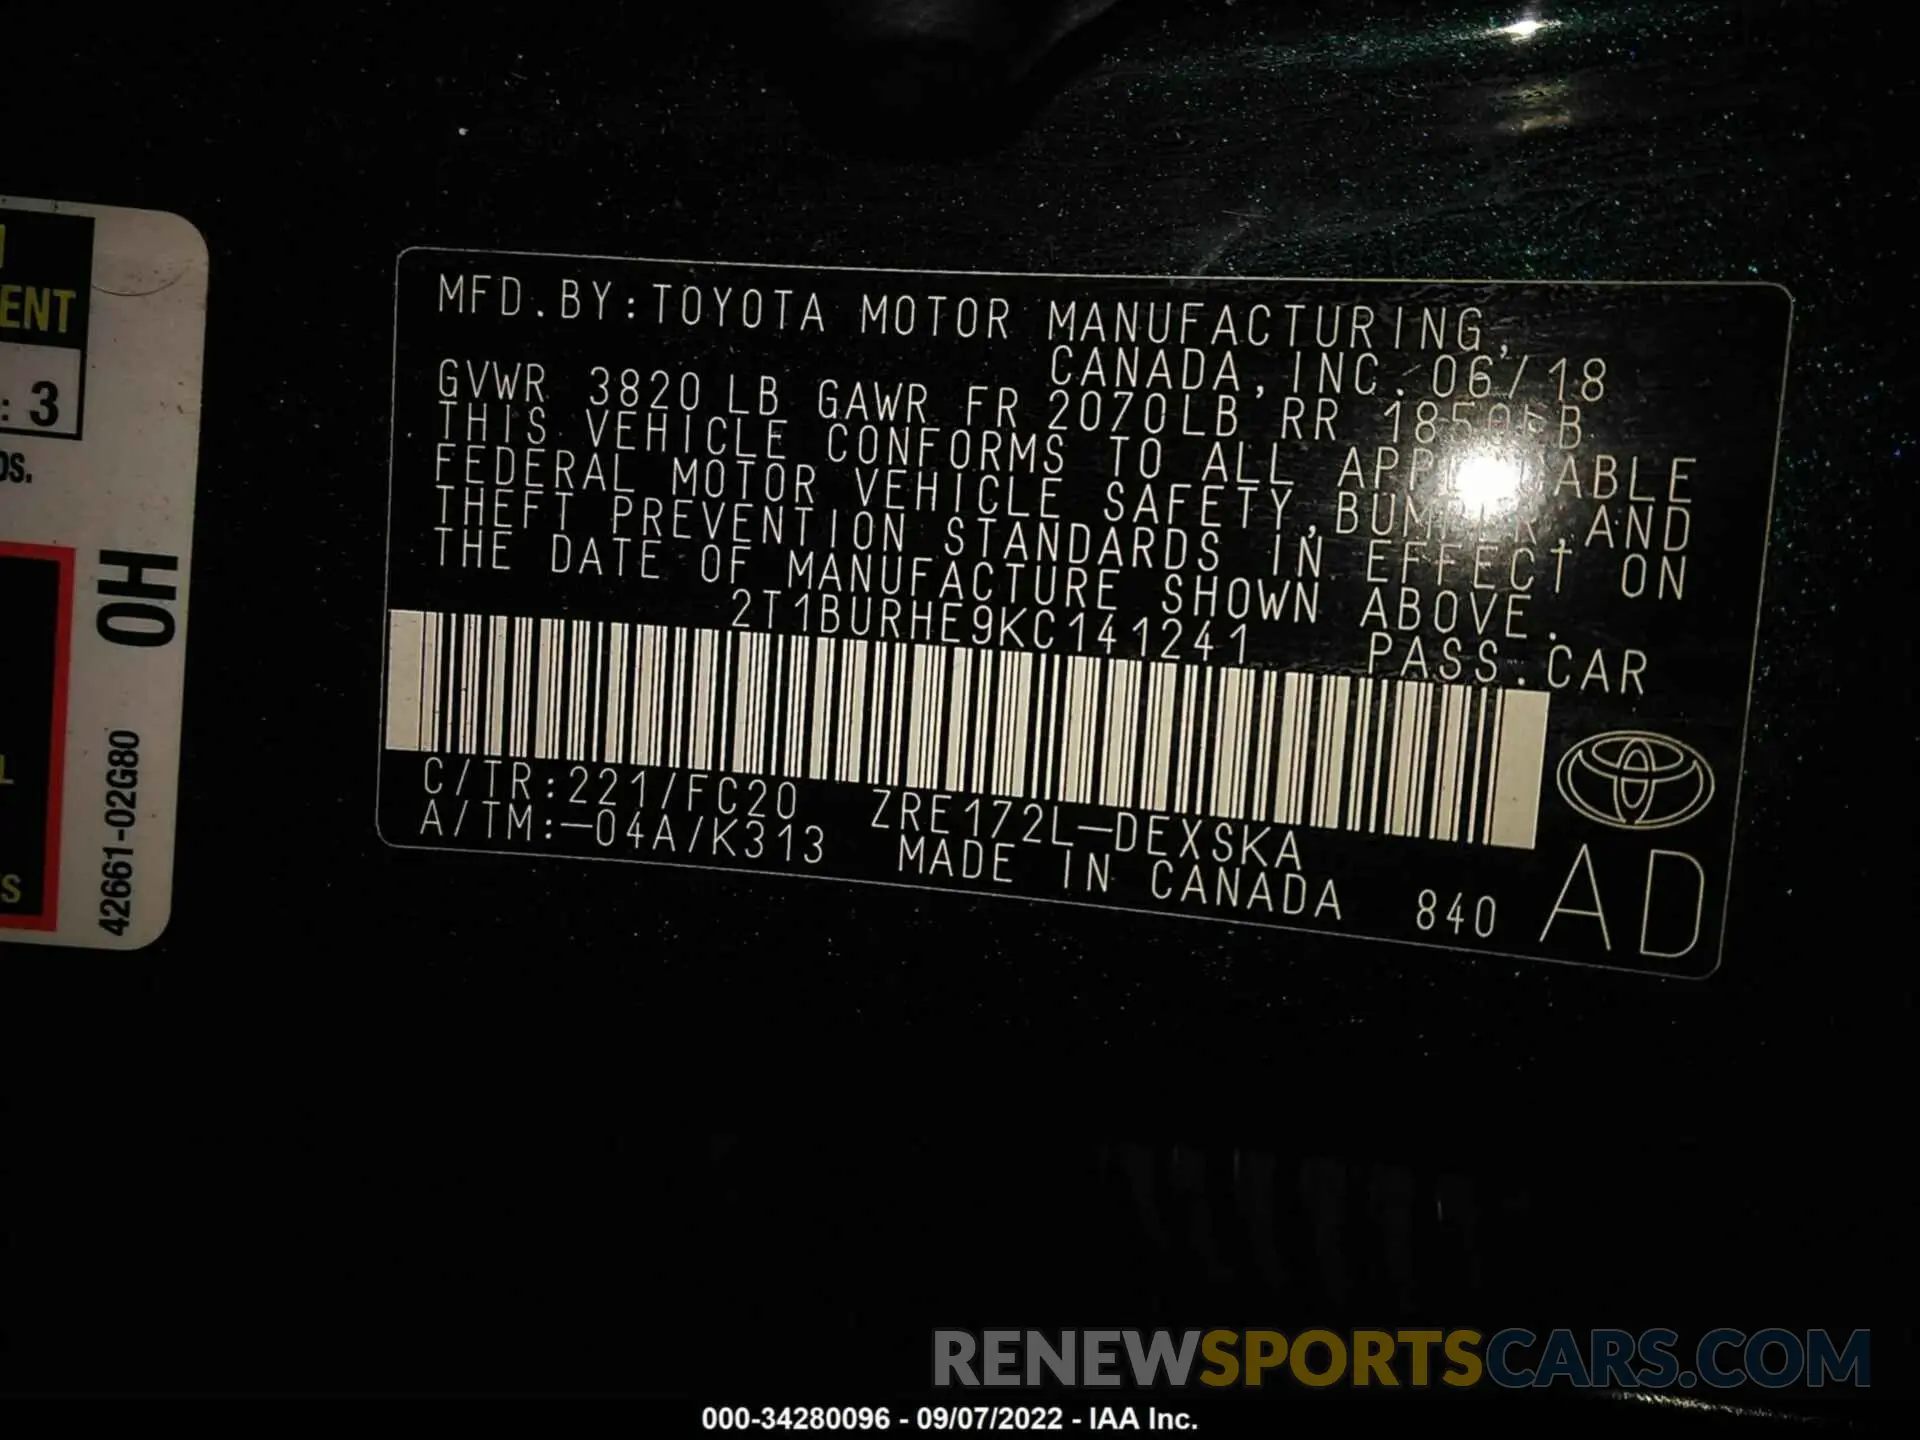 MFD.BY:TOYOTA MOTOR MANUFACTURING,
CANADA, INC. 06/18
GVWR 3820 LB GAWR FR 2070LB RR
THIS VEHICLE CONFORMS TO ALL APPLICABLE
FEDERAL MOTOR VEHICLE SAFETY, BUMPER, AND
THEFT PREVENTION STANDARDS IN EFFECT ON
THE DATE OF MANUFACTURE SHOWN ABOVE.
2T1BURHE9KC141241 PASS.CAR
C/TR:221/FC20 ZRE172L-DEXSKA
A/TM:-04A/K313 MADE IN CANADA 840
AD
ENT
: 3
OH
42661-02G80
RENEWSPORTSCARS.COM
000-34280096 - 09/07/2022 - IAA Inc.